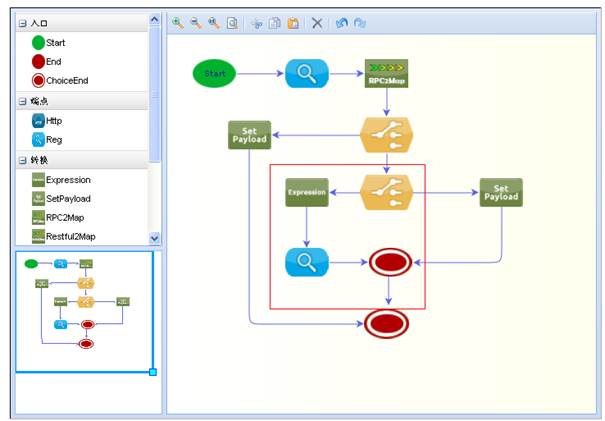 入口
Start
End
ChoiceEnd
端点
Http
Reg
转换
Expression
SetPayload
RPC2Map
Restful2Map
Start
RPC2Map
Set
Payload
Expression
Set
Payload